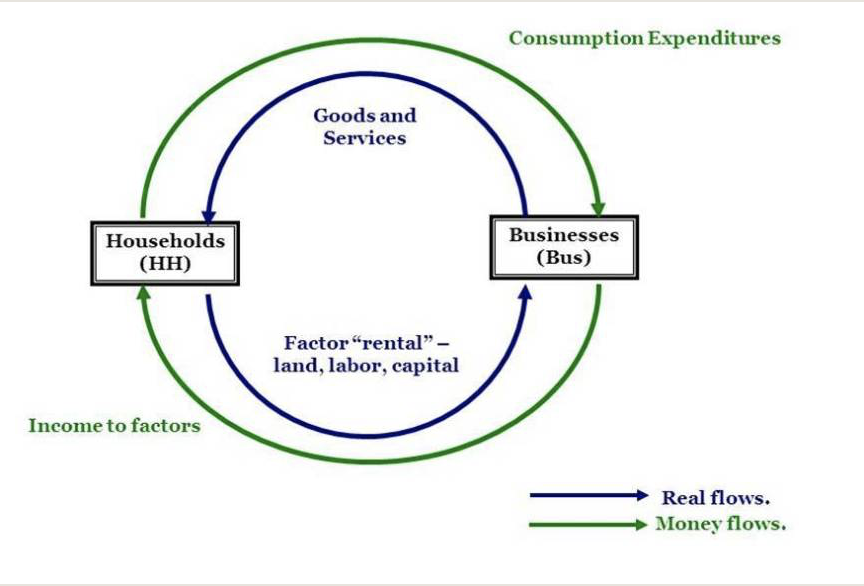 Consumption Expenditures
Goods and
Services
Households
(HH)
Businesses
(Bus)
Factor “rental” –
land, labor, capital
Income to factors
Real flows.
Money flows.